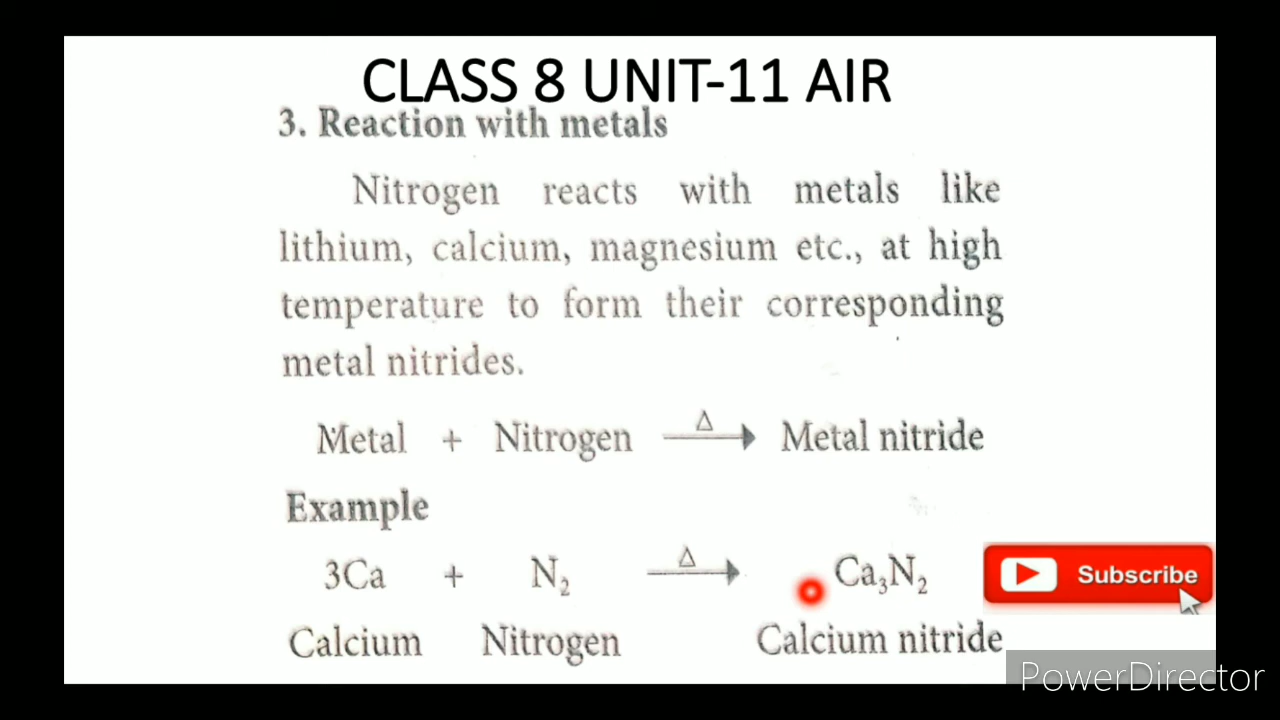 CLASS 8 UNIT-11 AIR
3. Reaction with metals
Nitrogen reacts with metals like
lithium, calcium, magnesium etc., at high
temperature to form their corresponding
metal nitrides.
Metal + Nitrogen —Δ→ Metal nitride
Example
3Ca + N₂ —Δ→ Ca₃N₂
Subscribe
Calcium Nitrogen Calcium nitride
PowerDirector